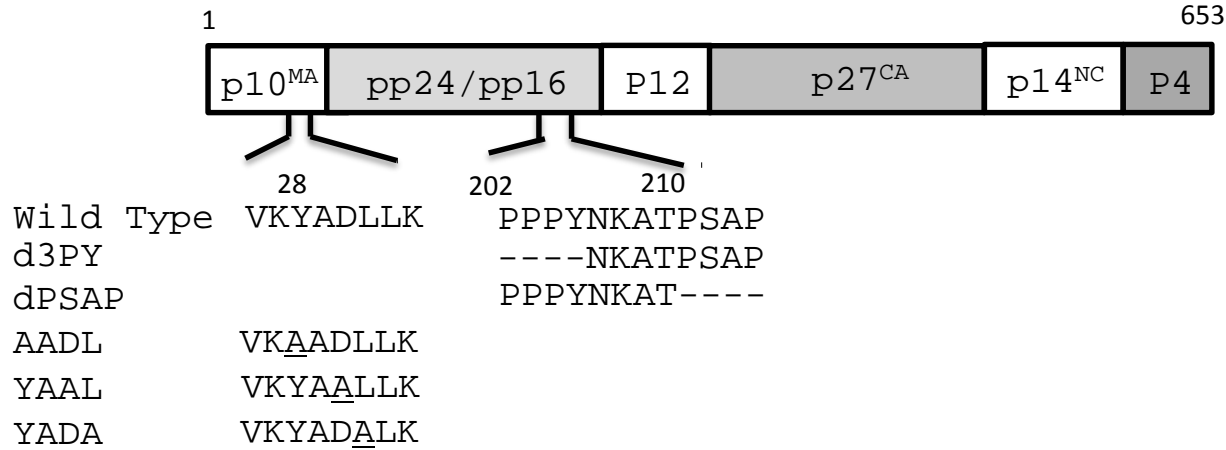 1 653
p10MA pp24/pp16 P12 p27CA p14NC P4
28 202 210
Wild Type VKYADLLK PPPYNKATPSAP
d3PY ----NKATPSAP
dPSAP PPPYNKAT----
AADL VKAADLLK
YAAL VKYAALLK
YADA VKYADALK